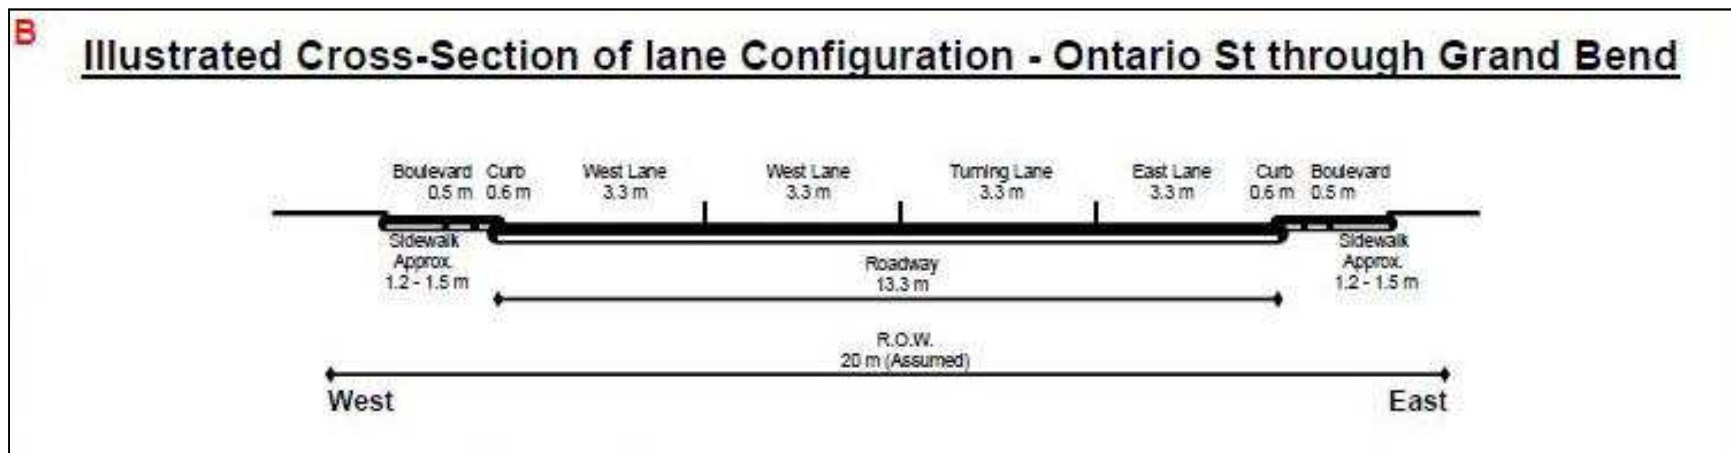 B
Illustrated Cross-Section of lane Configuration - Ontario St through Grand Bend
Boulevard Curb West Lane West Lane Turning Lane East Lane Curb Boulevard
0.5 m 0.6 m 3.3 m 3.3 m 3.3 m 3.3 m 0.6 m 0.5 m
Sidewalk Sidewalk
Approx. Approx.
1.2 - 1.5 m 1.2 - 1.5 m
Roadway
13.3 m
R.O.W.
20 m (Assumed)
West East